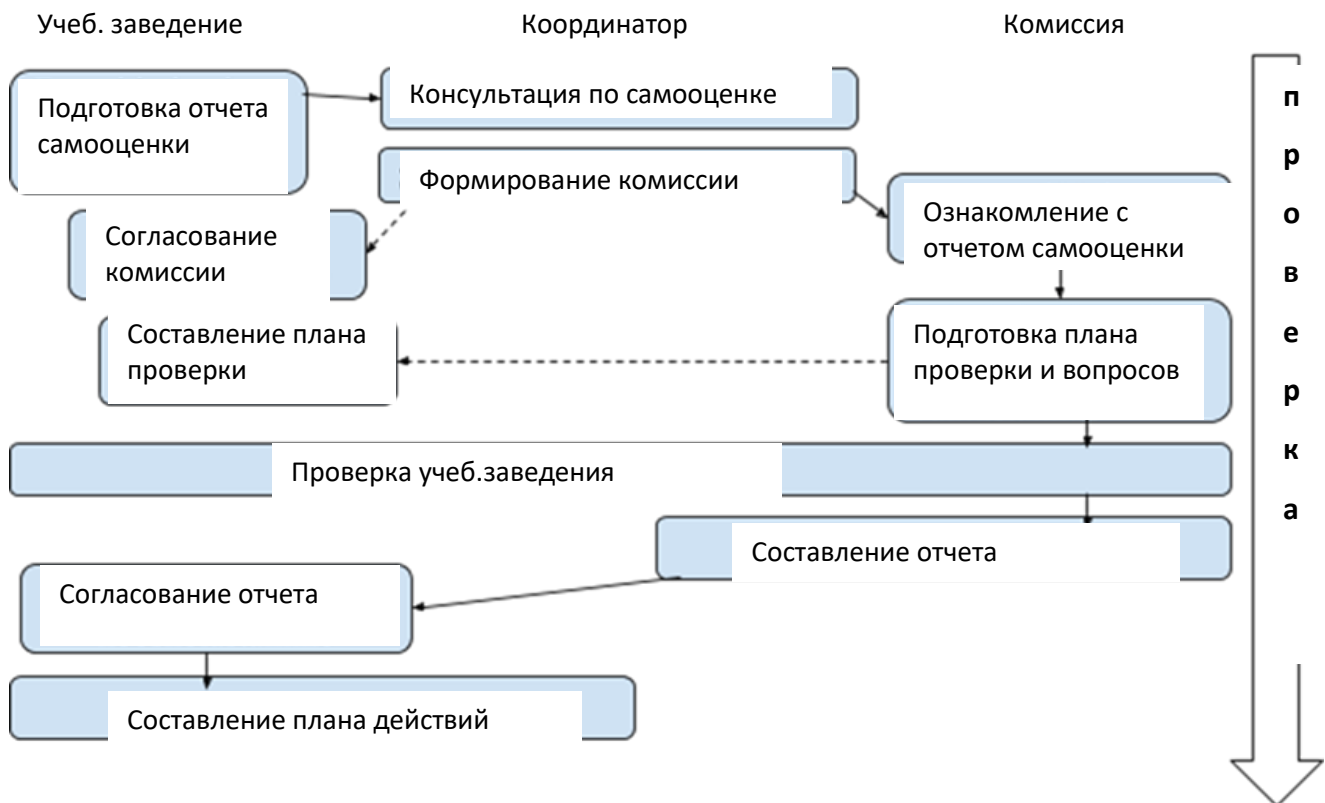 Учеб. заведение
Координатор
Комиссия
Подготовка отчета
самооценки
Консультация по самооценке
Формирование комиссии
Ознакомление с
отчетом самооценки
Согласование
комиссии
Составление плана
проверки
Подготовка плана
проверки и вопросов
Проверка учеб.заведения
Составление отчета
Согласование отчета
Составление плана действий
п
р
о
в
е
р
к
а